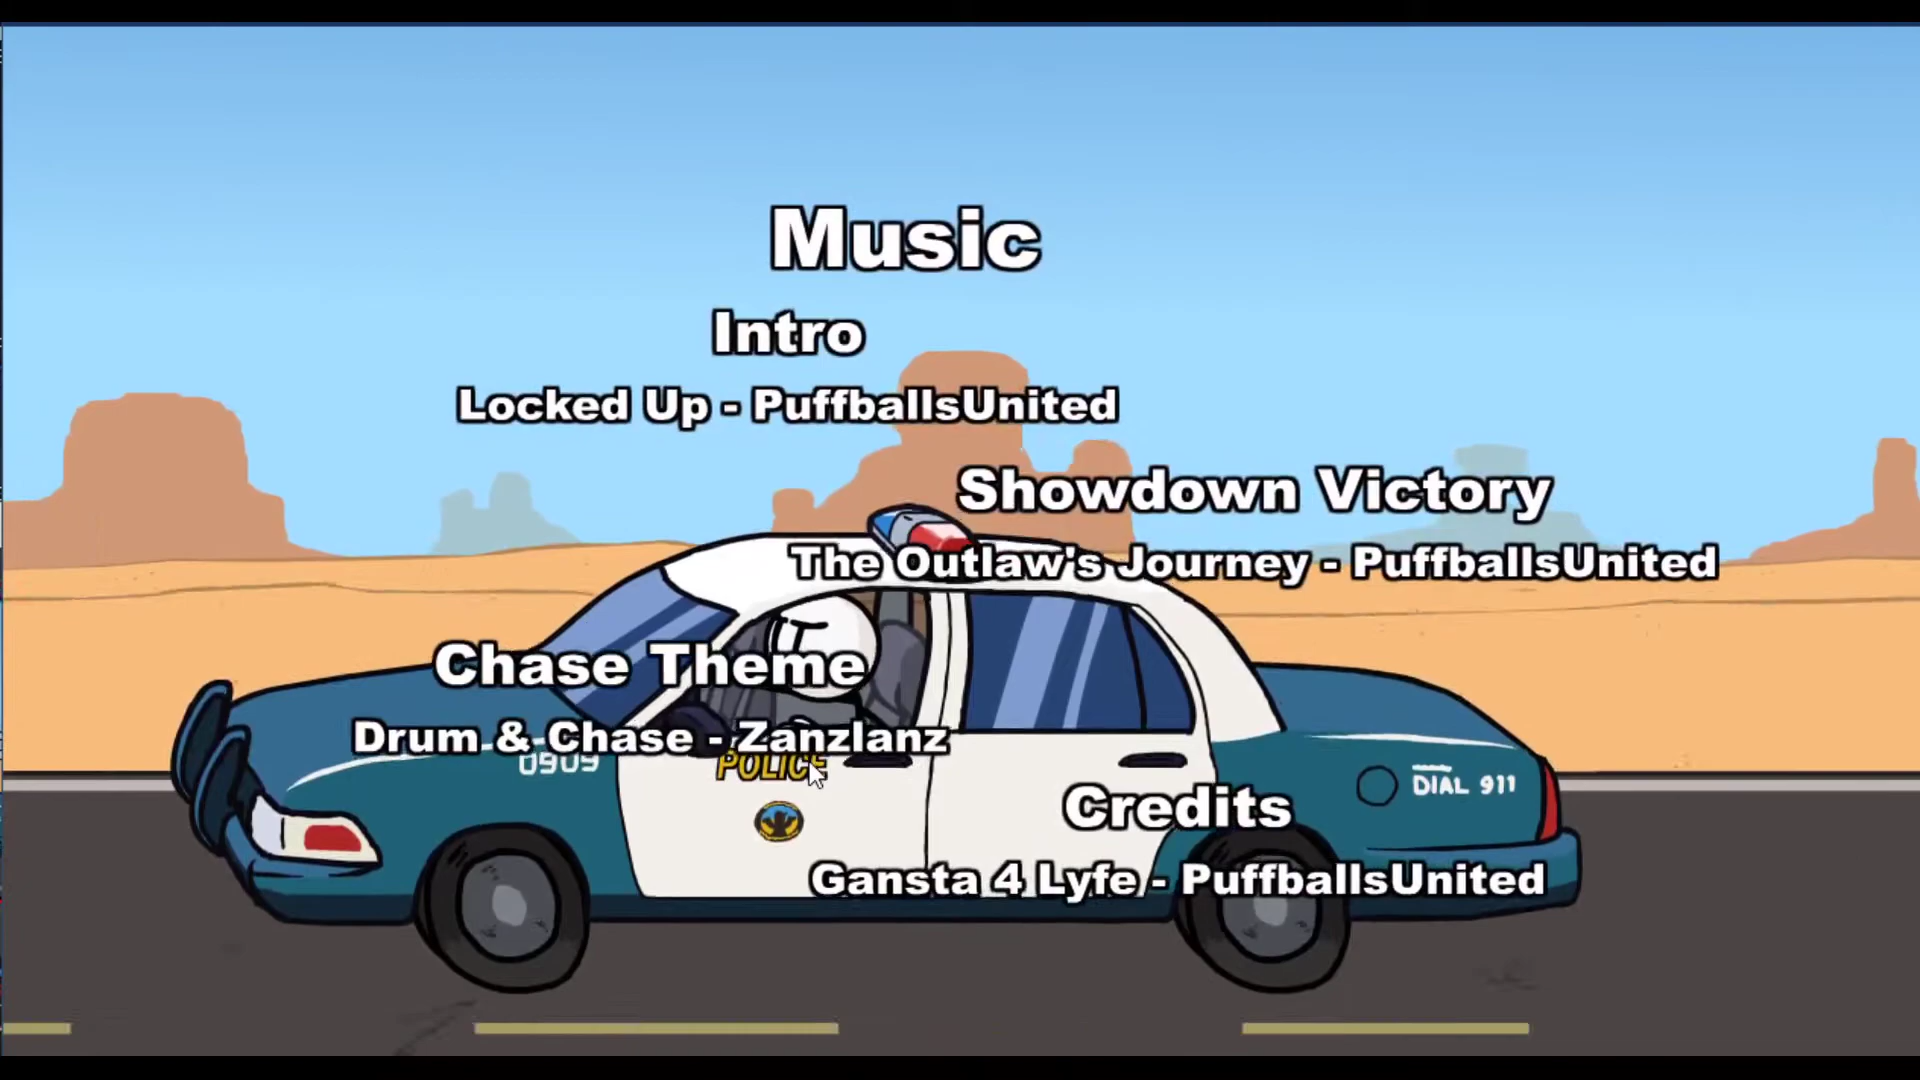 Music
Intro
Locked Up - PuffballsUnited
Showdown Victory
The Outlaw's Journey - PuffballsUnited
Chase Theme
Drum & Chase - Zanzlanz
0909
POLICE
DIAL 911
Credits
Gansta 4 Lyfe - PuffballsUnited